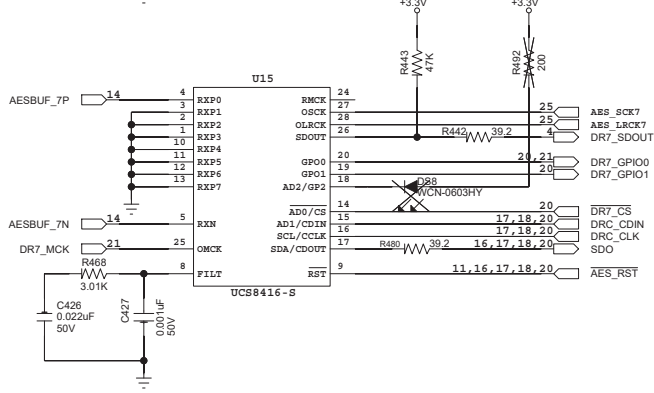 +3.3V
+3.3V
R443
47K
R492
200
U15
AESBUF_7P
14
4
RXP0
RMCK
24
3
RXP1
OSCK
27
25
AES_SCK7
2
RXP2
OLRCK
28
25
AES_LRCK7
1
RXP3
SDOUT
26
R442
39.2
4
DR7_SDOUT
10
RXP4
11
RXP5
GPO0
20
20,21
DR7_GPIO0
12
RXP6
GPO1
19
20
DR7_GPIO1
13
RXP7
AD2/GP2
18
DS8
WCN-0603HY
AD0/CS
14
20
DR7_CS
AESBUF_7N
14
5
RXN
AD1/CDIN
15
17,18,20
DRC_CDIN
SCL/CCLK
16
17,18,20
DRC_CLK
DR7_MCK
21
25
OMCK
SDA/CDOUT
17
R480
39.2
16,17,18,20
SDO
R468
3.01K
8
FILT
RST
9
11,16,17,18,20
AES_RST
UCS8416-S
C426
0.022uF
50V
C427
0.001uF
50V